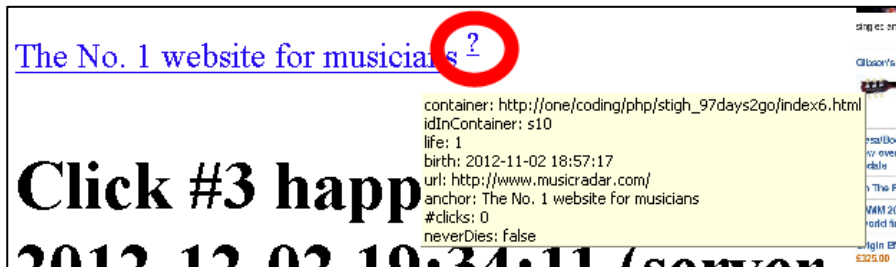 The No. 1 website for musicians ?
container: http://one/coding/php/stigh_97days2go/index6.html
idInContainer: s10
life: 1
birth: 2012-11-02 18:57:17
url: http://www.musicradar.com/
anchor: The No. 1 website for musicians
#clicks: 0
neverDies: false
Click #3 happ
2012-12-02 19:34:11 (server
Gibson's
£325.00